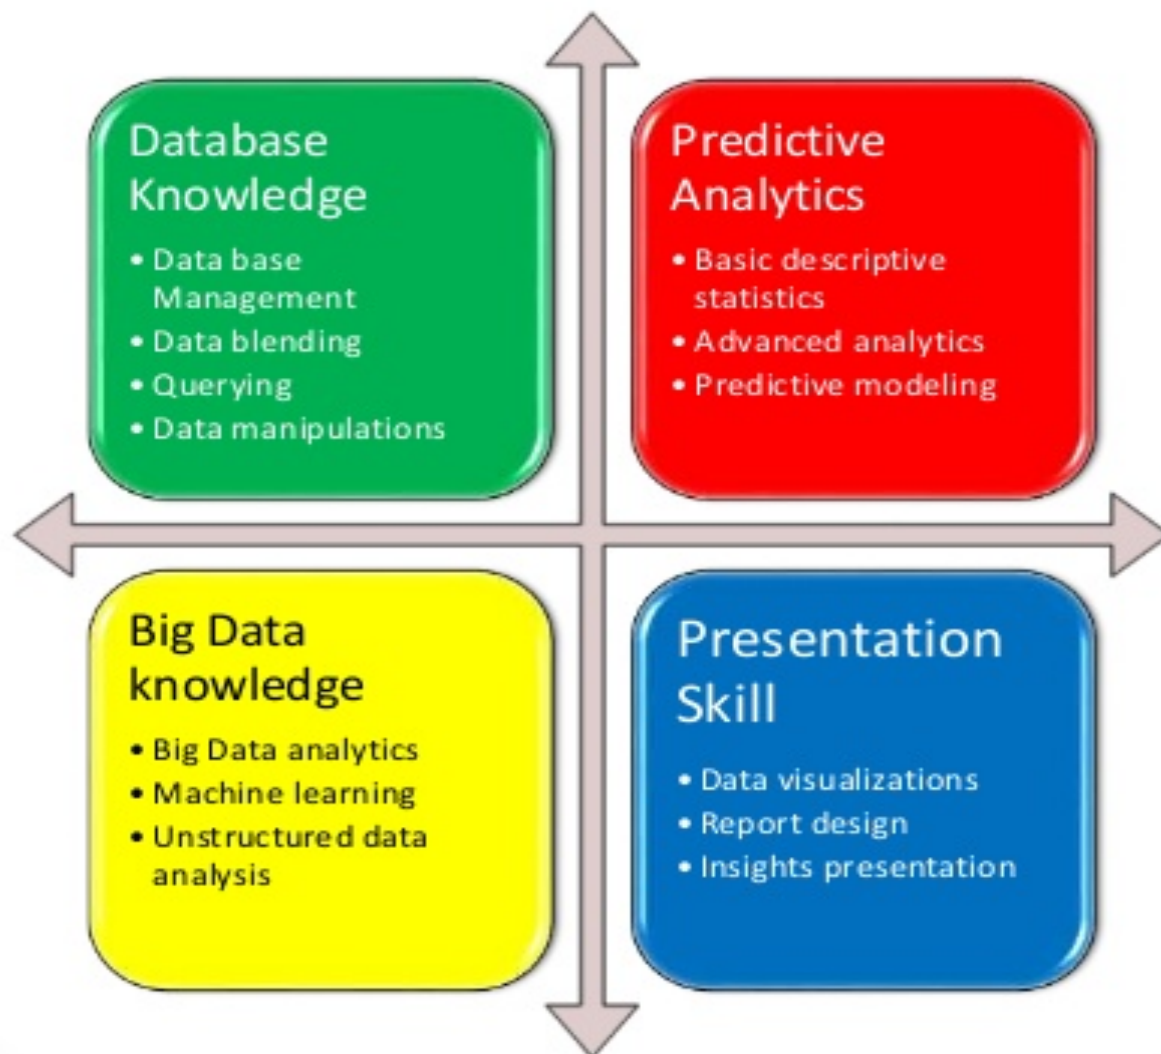 Database
Knowledge
• Data base
Management
• Data blending
• Querying
• Data manipulations
Predictive
Analytics
• Basic descriptive
statistics
• Advanced analytics
• Predictive modeling
Big Data
knowledge
• Big Data analytics
• Machine learning
• Unstructured data
analysis
Presentation
Skill
• Data visualizations
• Report design
• Insights presentation